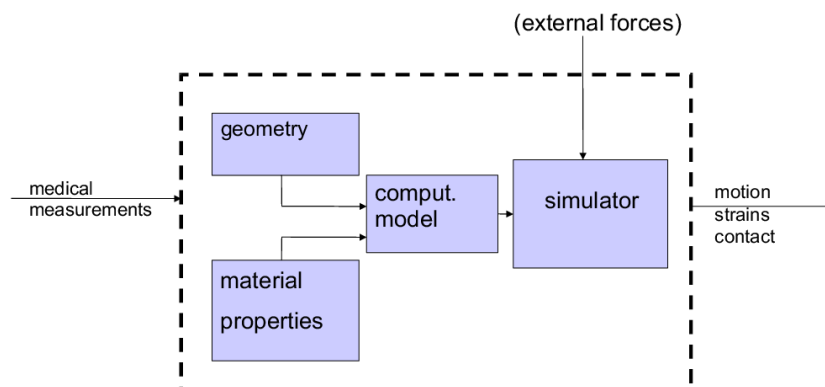 (external forces)
geometry
medical
measurements
comput.
model
simulator
motion
strains
contact
material
properties